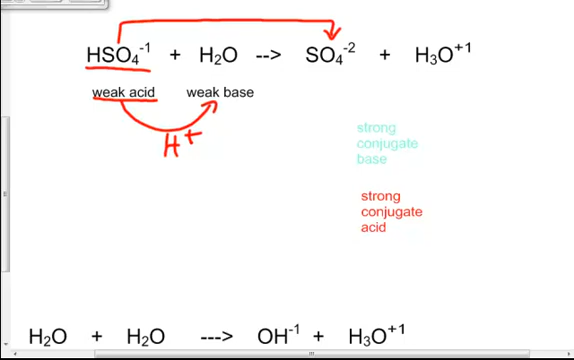 HSO₄⁻¹ + H₂O --> SO₄⁻² + H₃O⁺¹
weak acid weak base
H⁺
strong
conjugate
base
strong
conjugate
acid
H₂O + H₂O ---> OH⁻¹ + H₃O⁺¹